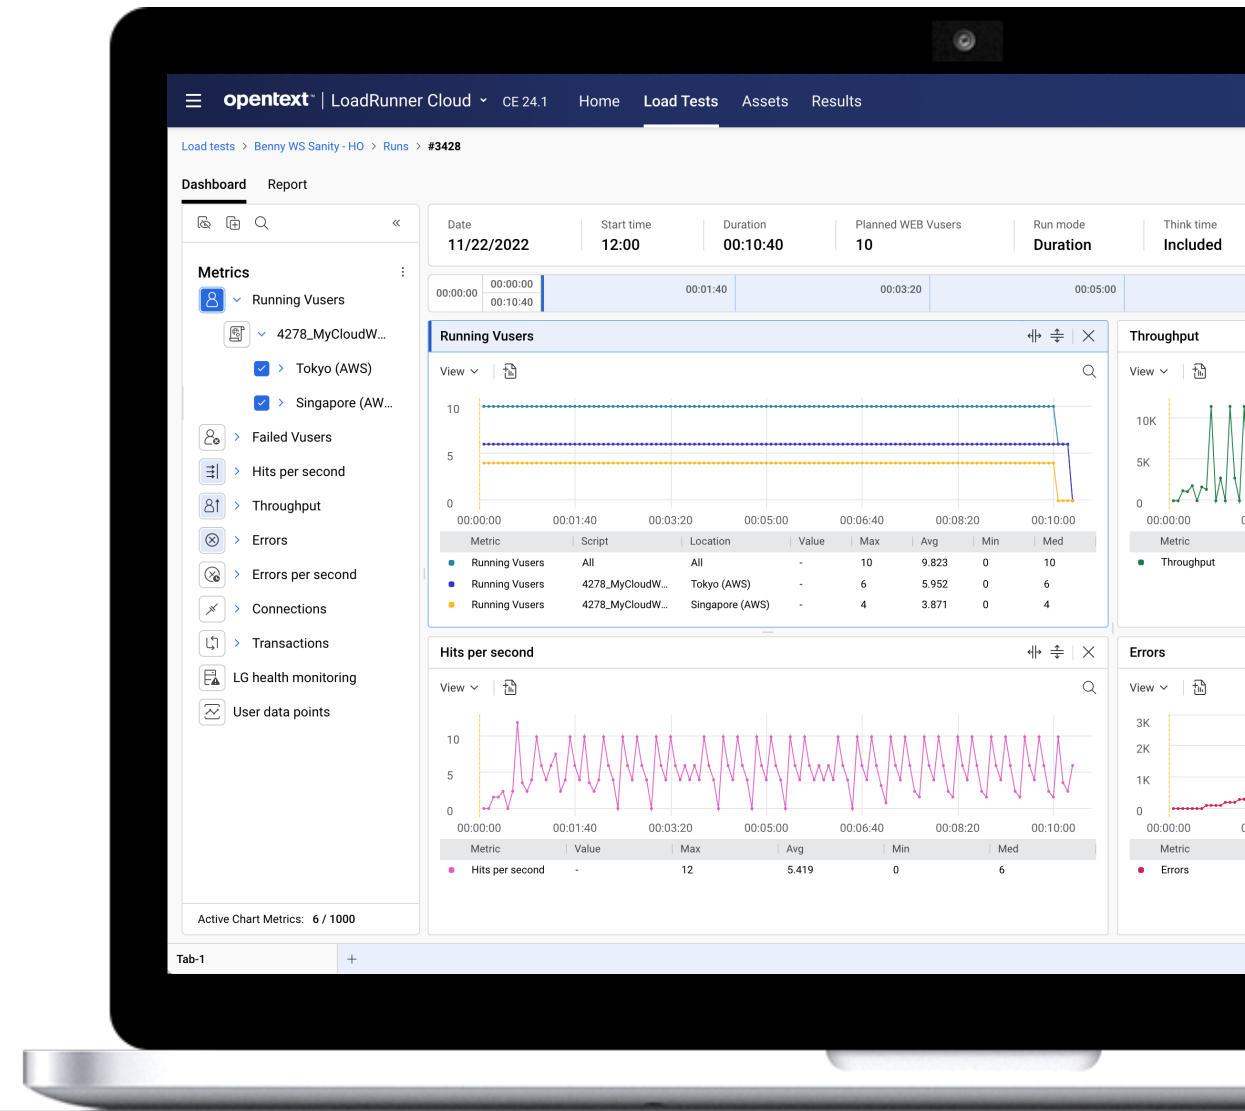 opentext™ | LoadRunner Cloud CE 24.1 Home Load Tests Assets Results
Load tests > Benny WS Sanity - HO > Runs > #3428
Dashboard Report
Metrics
Running Vusers
4278_MyCloudW...
Tokyo (AWS)
Singapore (AW...
Failed Vusers
Hits per second
Throughput
Errors
Errors per second
Connections
Transactions
LG health monitoring
User data points
Active Chart Metrics: 6 / 1000
Date Start time Duration Planned WEB Vusers Run mode Think time
11/22/2022 12:00 00:10:40 10 Duration Included
00:00:00 00:00:00 00:10:40 00:01:40 00:03:20 00:05:00
Running Vusers
View
10
5
0
00:00:00 00:01:40 00:03:20 00:05:00 00:06:40 00:08:20 00:10:00
Metric Script Location Value Max Avg Min Med
Running Vusers All All - 10 9.823 0 10
Running Vusers 4278_MyCloudW... Tokyo (AWS) - 6 5.952 0 6
Running Vusers 4278_MyCloudW... Singapore (AWS) - 4 3.871 0 4
Throughput
View
10K
5K
0
00:00:00
Metric
Throughput
Hits per second
View
10
5
0
00:00:00 00:01:40 00:03:20 00:05:00 00:06:40 00:08:20 00:10:00
Metric Value Max Avg Min Med
Hits per second - 12 5.419 0 6
Errors
View
3K
2K
1K
0
00:00:00
Metric
Errors
Tab-1 +